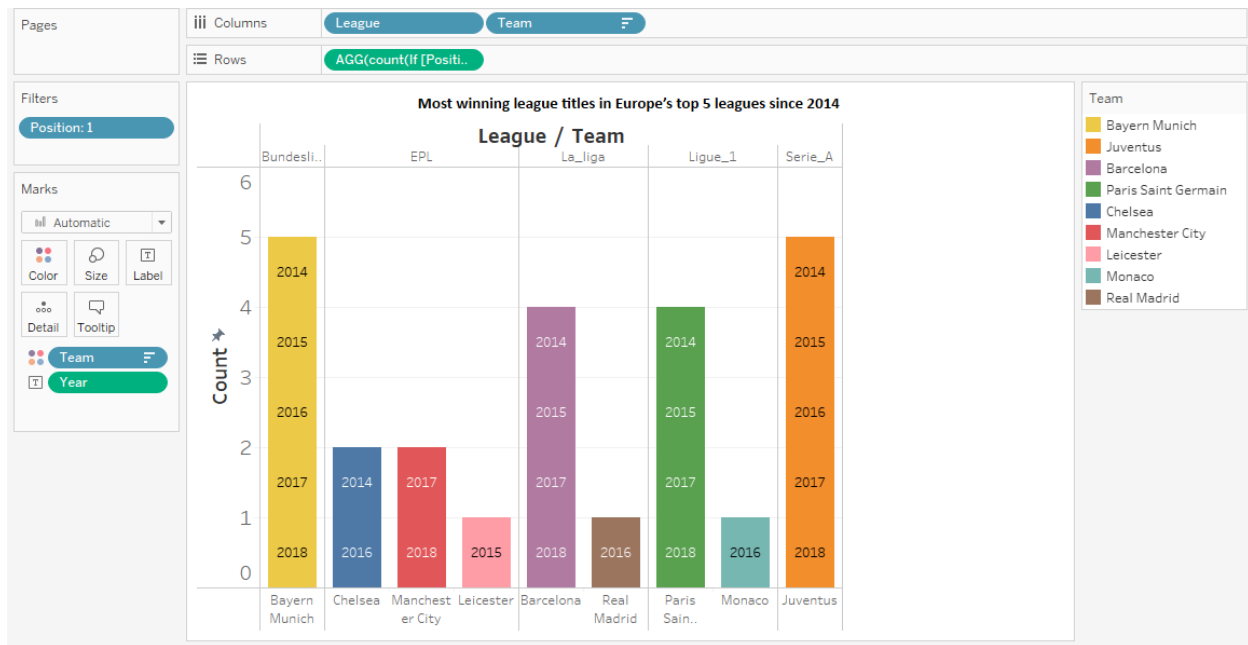 Pages
Columns
League
Team
Rows
AGG(count(If [Positi..
Filters
Position: 1
Marks
Automatic
Color
Size
Label
Detail
Tooltip
Team
Year
Most winning league titles in Europe’s top 5 leagues since 2014
League / Team
Bundesli..
EPL
La_liga
Ligue_1
Serie_A
Count
6
5
4
3
2
1
0
2014
2015
2016
2017
2018
2014
2016
2017
2018
2015
2014
2015
2017
2018
2016
2014
2015
2017
2018
2016
2014
2015
2016
2017
2018
Bayern
Munich
Chelsea
Manchest
er City
Leicester
Barcelona
Real
Madrid
Paris
Sain..
Monaco
Juventus
Team
Bayern Munich
Juventus
Barcelona
Paris Saint Germain
Chelsea
Manchester City
Leicester
Monaco
Real Madrid